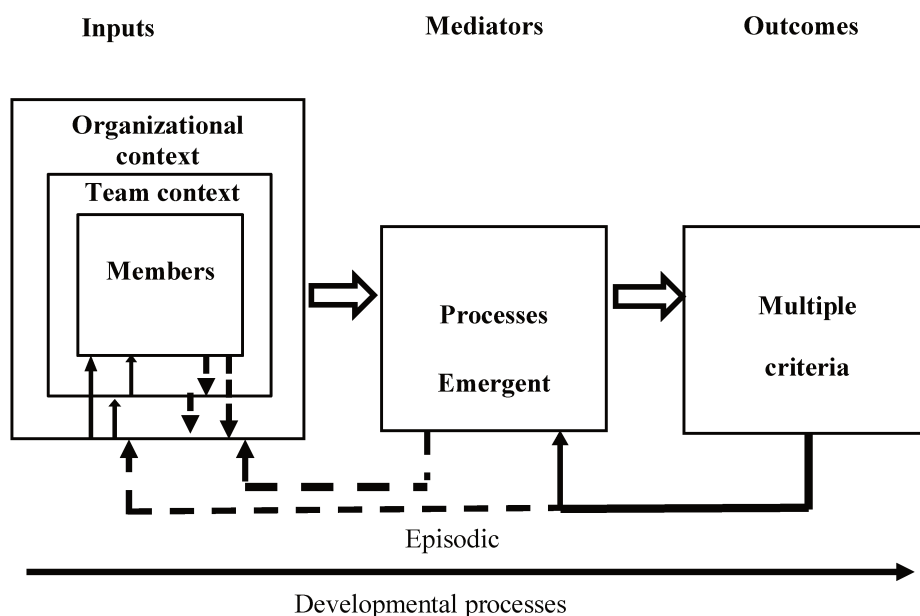 Inputs
Mediators
Outcomes
Organizational
context
Team context
Members
Processes
Emergent
Multiple
criteria
Episodic
Developmental processes